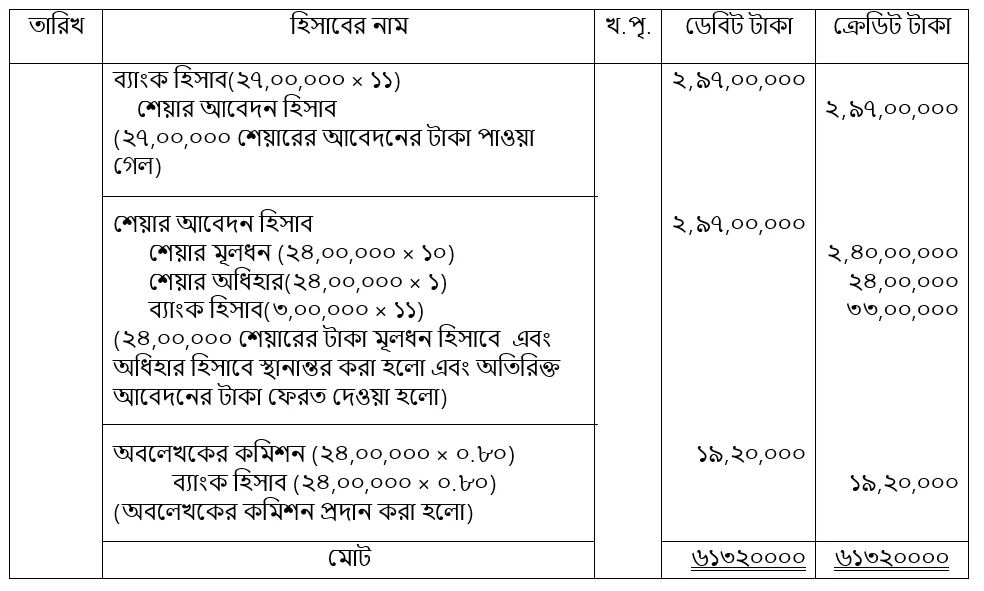 তারিখ হিসাবের নাম খ.পৃ. ডেবিট টাকা ক্রেডিট টাকা
ব্যাংক হিসাব(২৭,০০,০০০ × ১১) ২,৯৭,০০,০০০
শেয়ার আবেদন হিসাব ২,৯৭,০০,০০০
(২৭,০০,০০০ শেয়ারের আবেদনের টাকা পাওয়া
গেল)
শেয়ার আবেদন হিসাব ২,৯৭,০০,০০০
শেয়ার মূলধন (২৪,০০,০০০ × ১০) ২,৪০,০০,০০০
শেয়ার অধিহার(২৪,০০,০০০ × ১) ২৪,০০,০০০
ব্যাংক হিসাব(৩,০০,০০০ × ১১) ৩৩,০০,০০০
(২৪,০০,০০০ শেয়ারের টাকা মূলধন হিসাবে এবং
অধিহার হিসাবে স্থানান্তর করা হলো এবং অতিরিক্ত
আবেদনের টাকা ফেরত দেওয়া হলো)
অবলেখকের কমিশন (২৪,০০,০০০ × ০.৮০) ১৯,২০,০০০
ব্যাংক হিসাব (২৪,০০,০০০ × ০.৮০) ১৯,২০,০০০
(অবলেখকের কমিশন প্রদান করা হলো)
মোট ৬১৩২০০০০ ৬১৩২০০০০